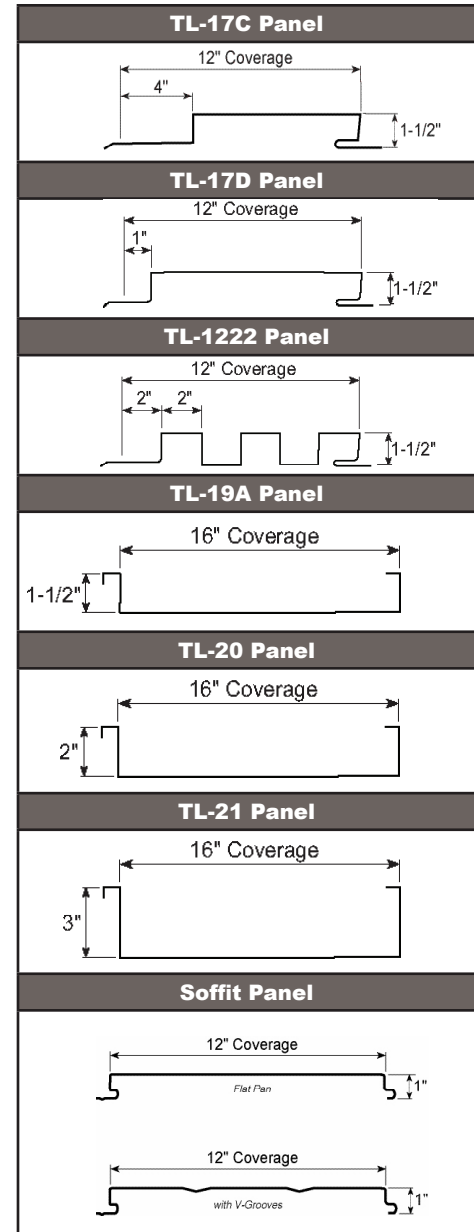 TL-17C Panel
12" Coverage
4"
1-1/2"
TL-17D Panel
12" Coverage
1"
1-1/2"
TL-1222 Panel
12" Coverage
2" 2"
1-1/2"
TL-19A Panel
16" Coverage
1-1/2"
TL-20 Panel
16" Coverage
2"
TL-21 Panel
16" Coverage
3"
Soffit Panel
12" Coverage
Flat Pan
1"
12" Coverage
with V-Grooves
1"